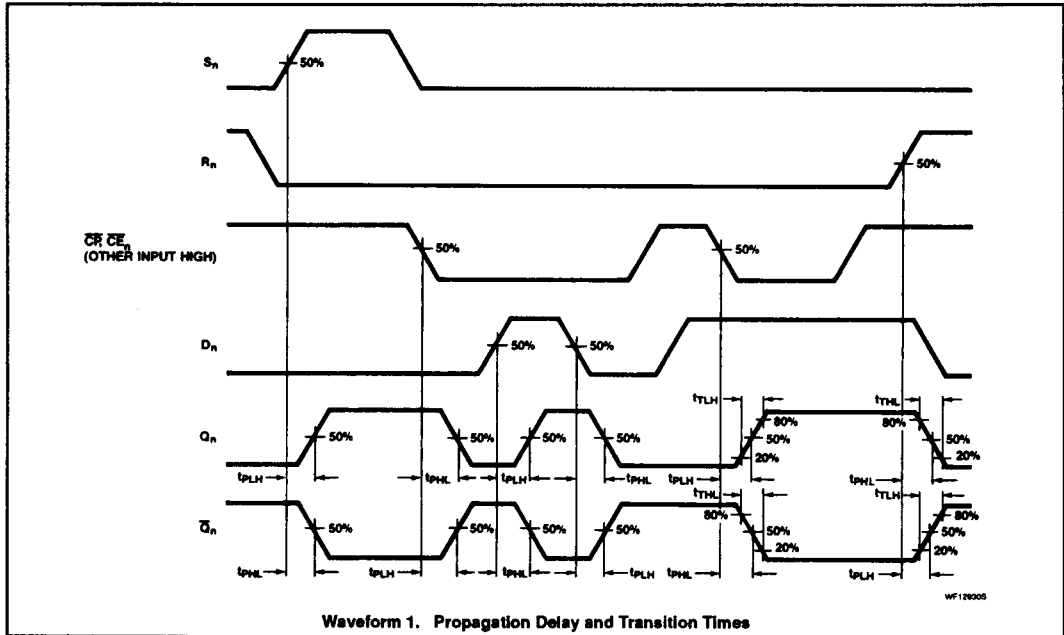 Sn
50%
Rn
50%
CP, CEn
(OTHER INPUT HIGH)
50%
50%
Dn
50%
50%
tTLH
tTHL
Qn
50%
50%
50%
50%
80%
50%
20%
80%
50%
20%
tPLH
tPHL
tPLH
tPHL
tPLH
tPHL
tTHL
tTLH
Qn
50%
50%
50%
50%
80%
50%
20%
80%
50%
20%
tPHL
tPLH
tPHL
tPLH
tPHL
tPLH
WF12930S
Waveform 1. Propagation Delay and Transition Times